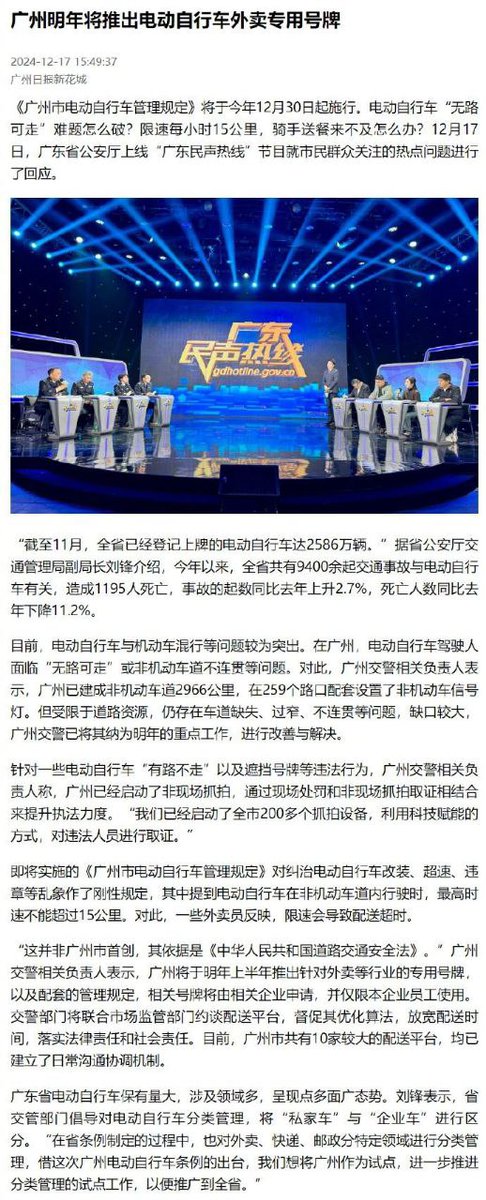 广州明年将推出电动自行车外卖专用号牌
2024-12-17 15:49:37
广州日报新花城
《广州市电动自行车管理规定》将于今年12月30日起施行。电动自行车“无路
可走”难题怎么破？限速每小时15公里，骑手送餐来不及怎么办？12月17
日，广东省公安厅上线“广东民声热线”节目就市民群众关注的热点问题进行
了回应。
广东
民声热线
gdhotline.gov.cn
“截至11月，全省已经登记上牌的电动自行车达2586万辆。”据省公安厅交
通管理局副局长刘锋介绍，今年以来，全省共有9400余起交通事故与电动自行
车有关，造成1195人死亡，事故的起数同比去年上升2.7%，死亡人数同比去
年下降11.2%。
目前，电动自行车与机动车混行等问题较为突出。在广州，电动自行车驾驶人
面临“无路可走”或非机动车道不连贯等问题。对此，广州交警相关负责人表
示，广州已建成非机动车道2966公里，在259个路口配套设置了非机动车信号
灯。但受限于道路资源，仍存在车道缺失、过窄、不连贯等问题，缺口较大，
广州交警已将其纳为明年的重点工作，进行改善与解决。
针对一些电动自行车“有路不走”以及遮挡号牌等违法行为，广州交警相关负
责人称，广州已经启动了非现场抓拍，通过现场处罚和非现场抓拍取证相结合
来提升执法力度。“我们已经启动了全市200多个抓拍设备，利用科技赋能的
方式，对违法人员进行取证。”
即将实施的《广州市电动自行车管理规定》对纠治电动自行车改装、超速、违
章等乱象作了刚性规定，其中提到电动自行车在非机动车道内行驶时，最高时
速不能超过15公里。对此，一些外卖员反映，限速会导致配送超时。
“这并非广州市首创，其依据是《中华人民共和国道路交通安全法》。”广州
交警相关负责人表示，广州将于明年上半年推出针对外卖等行业的专用号牌，
以及配套的管理规定，相关号牌将由相关企业申请，并仅限本企业员工使用。
交警部门将联合市场监管部门约谈配送平台，督促其优化算法，放宽配送时
间，落实法律责任和社会责任。目前，广州市共有10家较大的配送平台，均已
建立了日常沟通协调机制。
广东省电动自行车保有量大，涉及领域多，呈现点多面广态势。刘锋表示，省
交管部门倡导对电动自行车分类管理，将“私家车”与“企业车”进行区
分。“在省条例制定的过程中，也对外卖、快递、邮政分特定领域进行分类管
理，借这次广州电动自行车条例的出台，我们想将广州作为试点，进一步推进
分类管理的试点工作，以便推广到全省。”